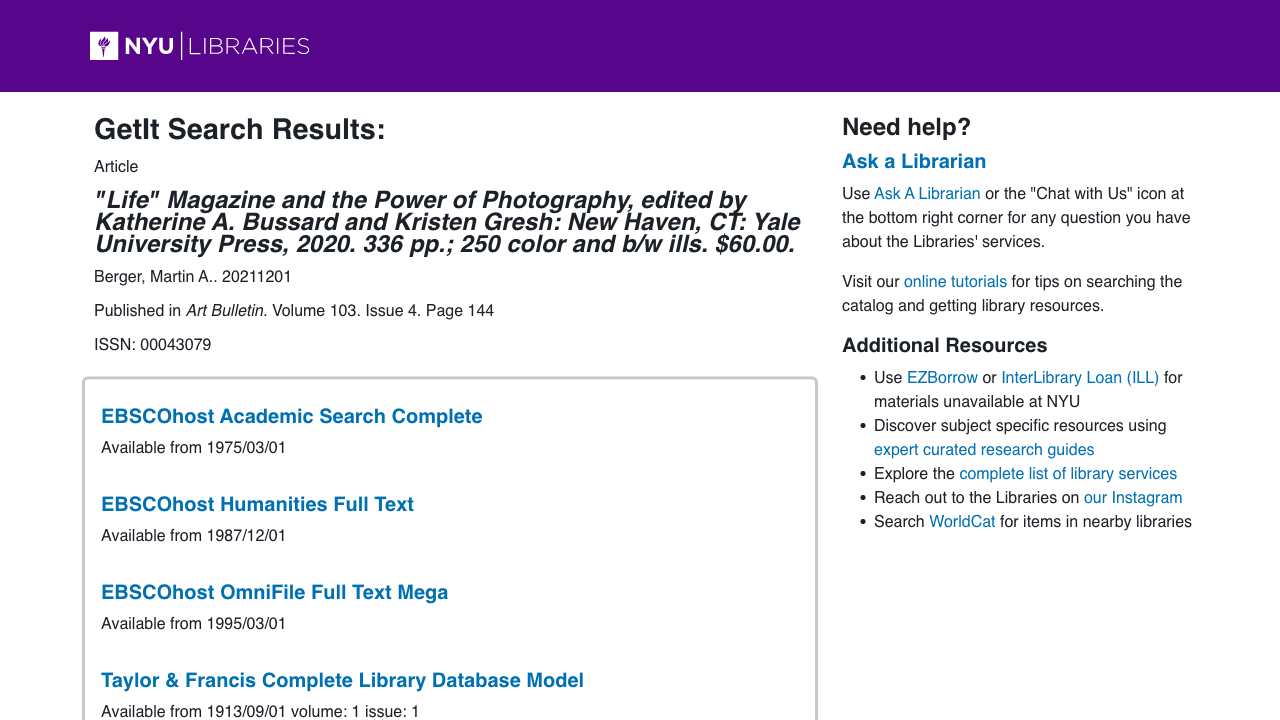 NYU LIBRARIES
GetIt Search Results:
Article
"Life" Magazine and the Power of Photography, edited by
Katherine A. Bussard and Kristen Gresh: New Haven, CT: Yale
University Press, 2020. 336 pp.; 250 color and b/w ills. $60.00.
Berger, Martin A.. 20211201
Published in Art Bulletin. Volume 103. Issue 4. Page 144
ISSN: 00043079
EBSCOhost Academic Search Complete
Available from 1975/03/01
EBSCOhost Humanities Full Text
Available from 1987/12/01
EBSCOhost OmniFile Full Text Mega
Available from 1995/03/01
Taylor & Francis Complete Library Database Model
Available from 1913/09/01 volume: 1 issue: 1
Need help?
Ask a Librarian
Use Ask A Librarian or the "Chat with Us" icon at
the bottom right corner for any question you have
about the Libraries' services.
Visit our online tutorials for tips on searching the
catalog and getting library resources.
Additional Resources
• Use EZBorrow or InterLibrary Loan (ILL) for
materials unavailable at NYU
• Discover subject specific resources using
expert curated research guides
• Explore the complete list of library services
• Reach out to the Libraries on our Instagram
• Search WorldCat for items in nearby libraries